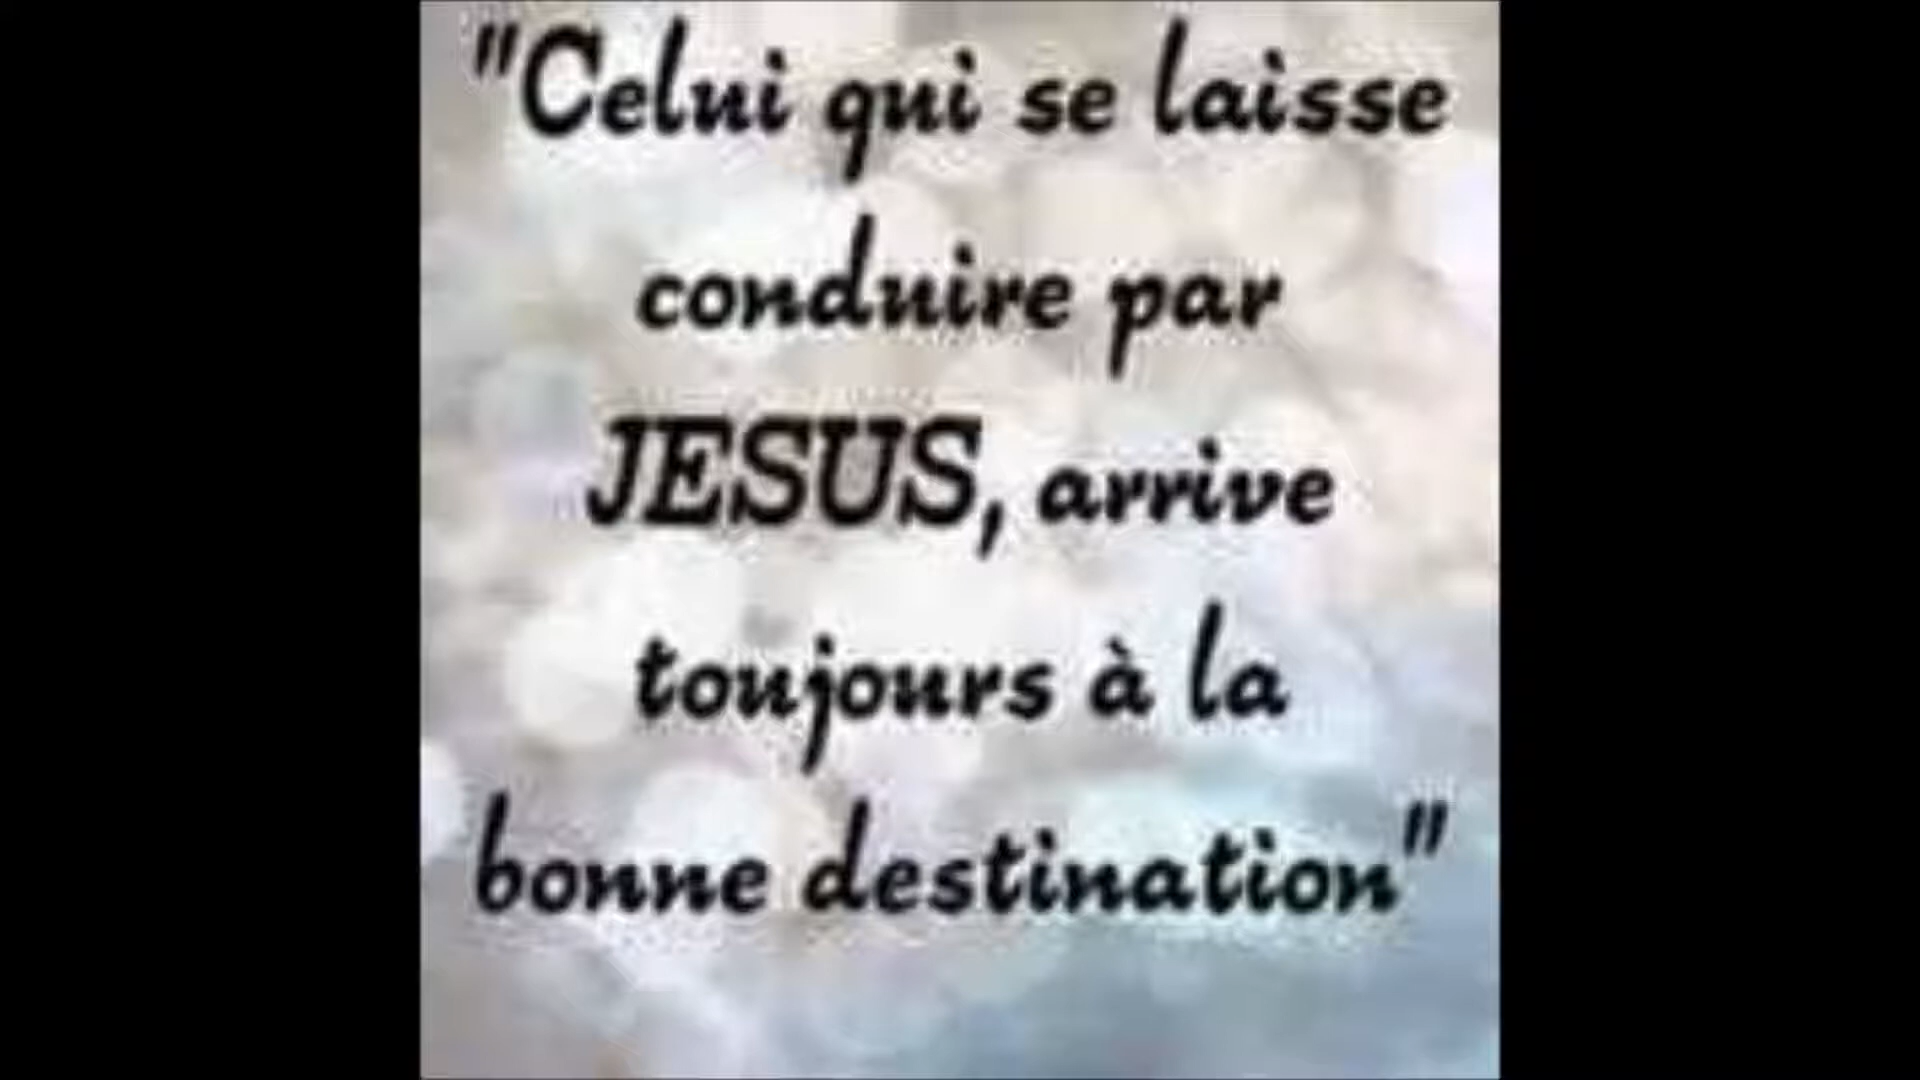 "Celui qui se laisse
conduire par
JESUS, arrive
toujours à la
bonne destination"